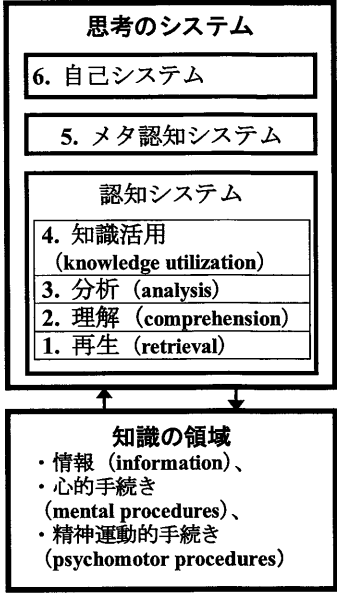 思考のシステム
6. 自己システム
5. メタ認知システム
認知システム
4. 知識活用
（knowledge utilization）
3. 分析（analysis）
2. 理解（comprehension）
1. 再生（retrieval）
知識の領域
・情報（information）、
・心的手続き
（mental procedures）、
・精神運動的手続き
（psychomotor procedures）